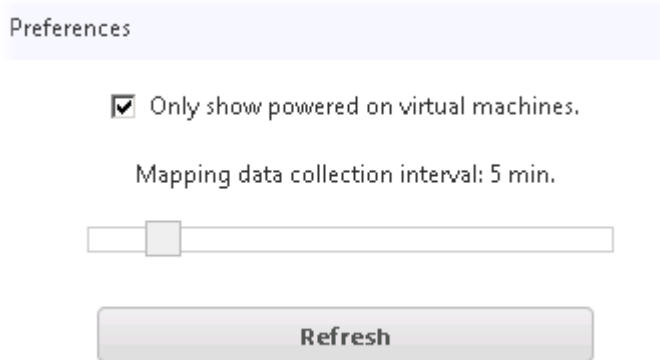 Preferences
Only show powered on virtual machines.
Mapping data collection interval: 5 min.
Refresh